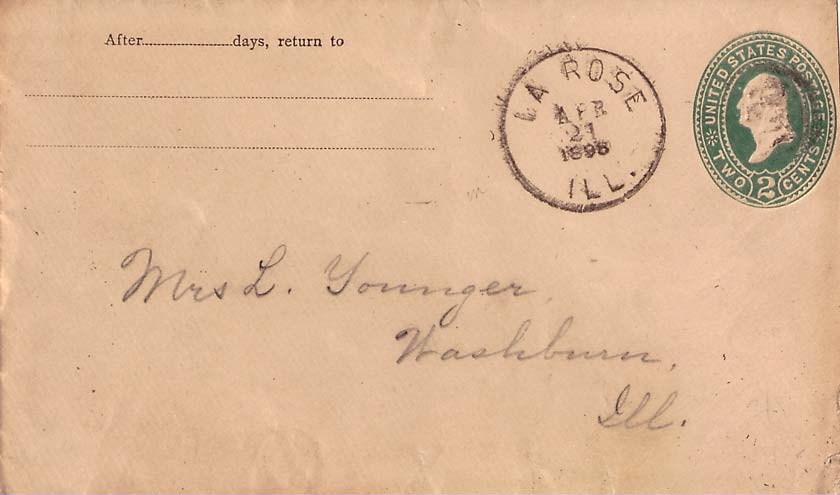 After............days, return to
LA ROSE
APR
21
1896
ILL.
UNITED STATES POSTAGE
TWO 2 CENTS
Mrs L. Younger,
Washburn,
Ill.